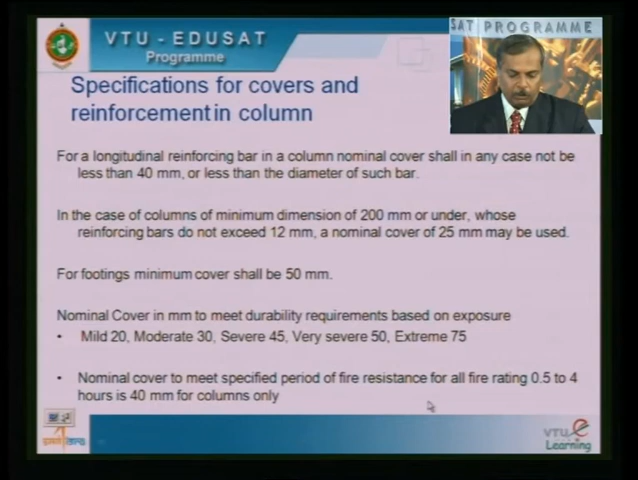 VTU - EDUSAT
Programme
SAT PROGRAMME
Specifications for covers and
reinforcement in column
For a longitudinal reinforcing bar in a column nominal cover shall in any case not be
less than 40 mm, or less than the diameter of such bar.
In the case of columns of minimum dimension of 200 mm or under, whose
reinforcing bars do not exceed 12 mm, a nominal cover of 25 mm may be used.
For footings minimum cover shall be 50 mm.
Nominal Cover in mm to meet durability requirements based on exposure
• Mild 20, Moderate 30, Severe 45, Very severe 50, Extreme 75
• Nominal cover to meet specified period of fire resistance for all fire rating 0.5 to 4
hours is 40 mm for columns only
VTU e
Learning